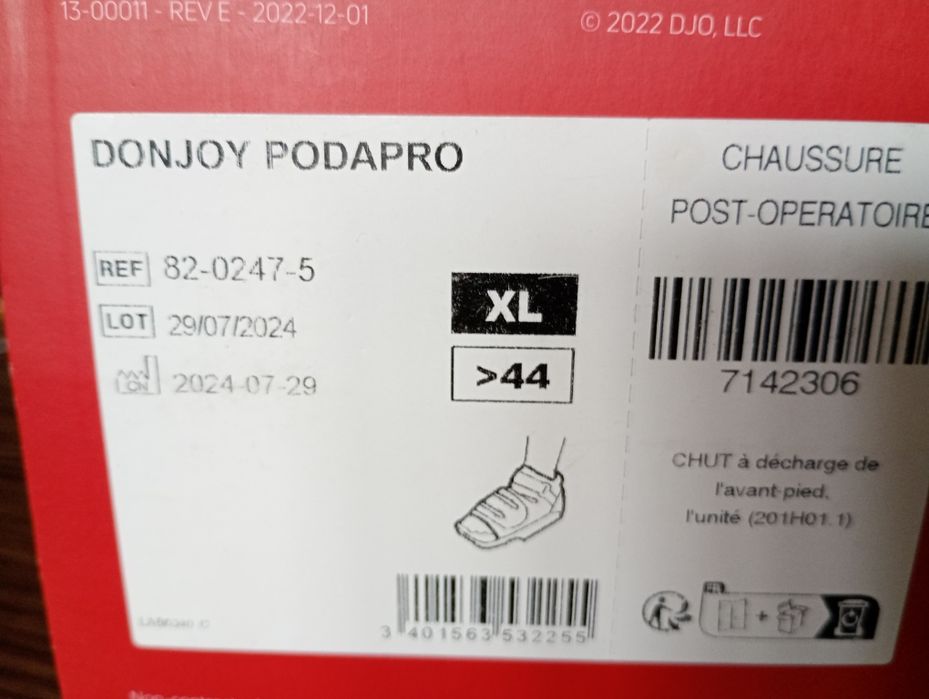 13-00011 - REV E - 2022-12-01
© 2022 DJO, LLC
DONJOY PODAPRO
REF 82-0247-5
LOT 29/07/2024
2024-07-29
XL
>44
3 401563 532255
CHAUSSURE
POST-OPERATOIRE
7142306
CHUT à décharge de
l'avant-pied,
l'unité (201H01.1)
FR
+